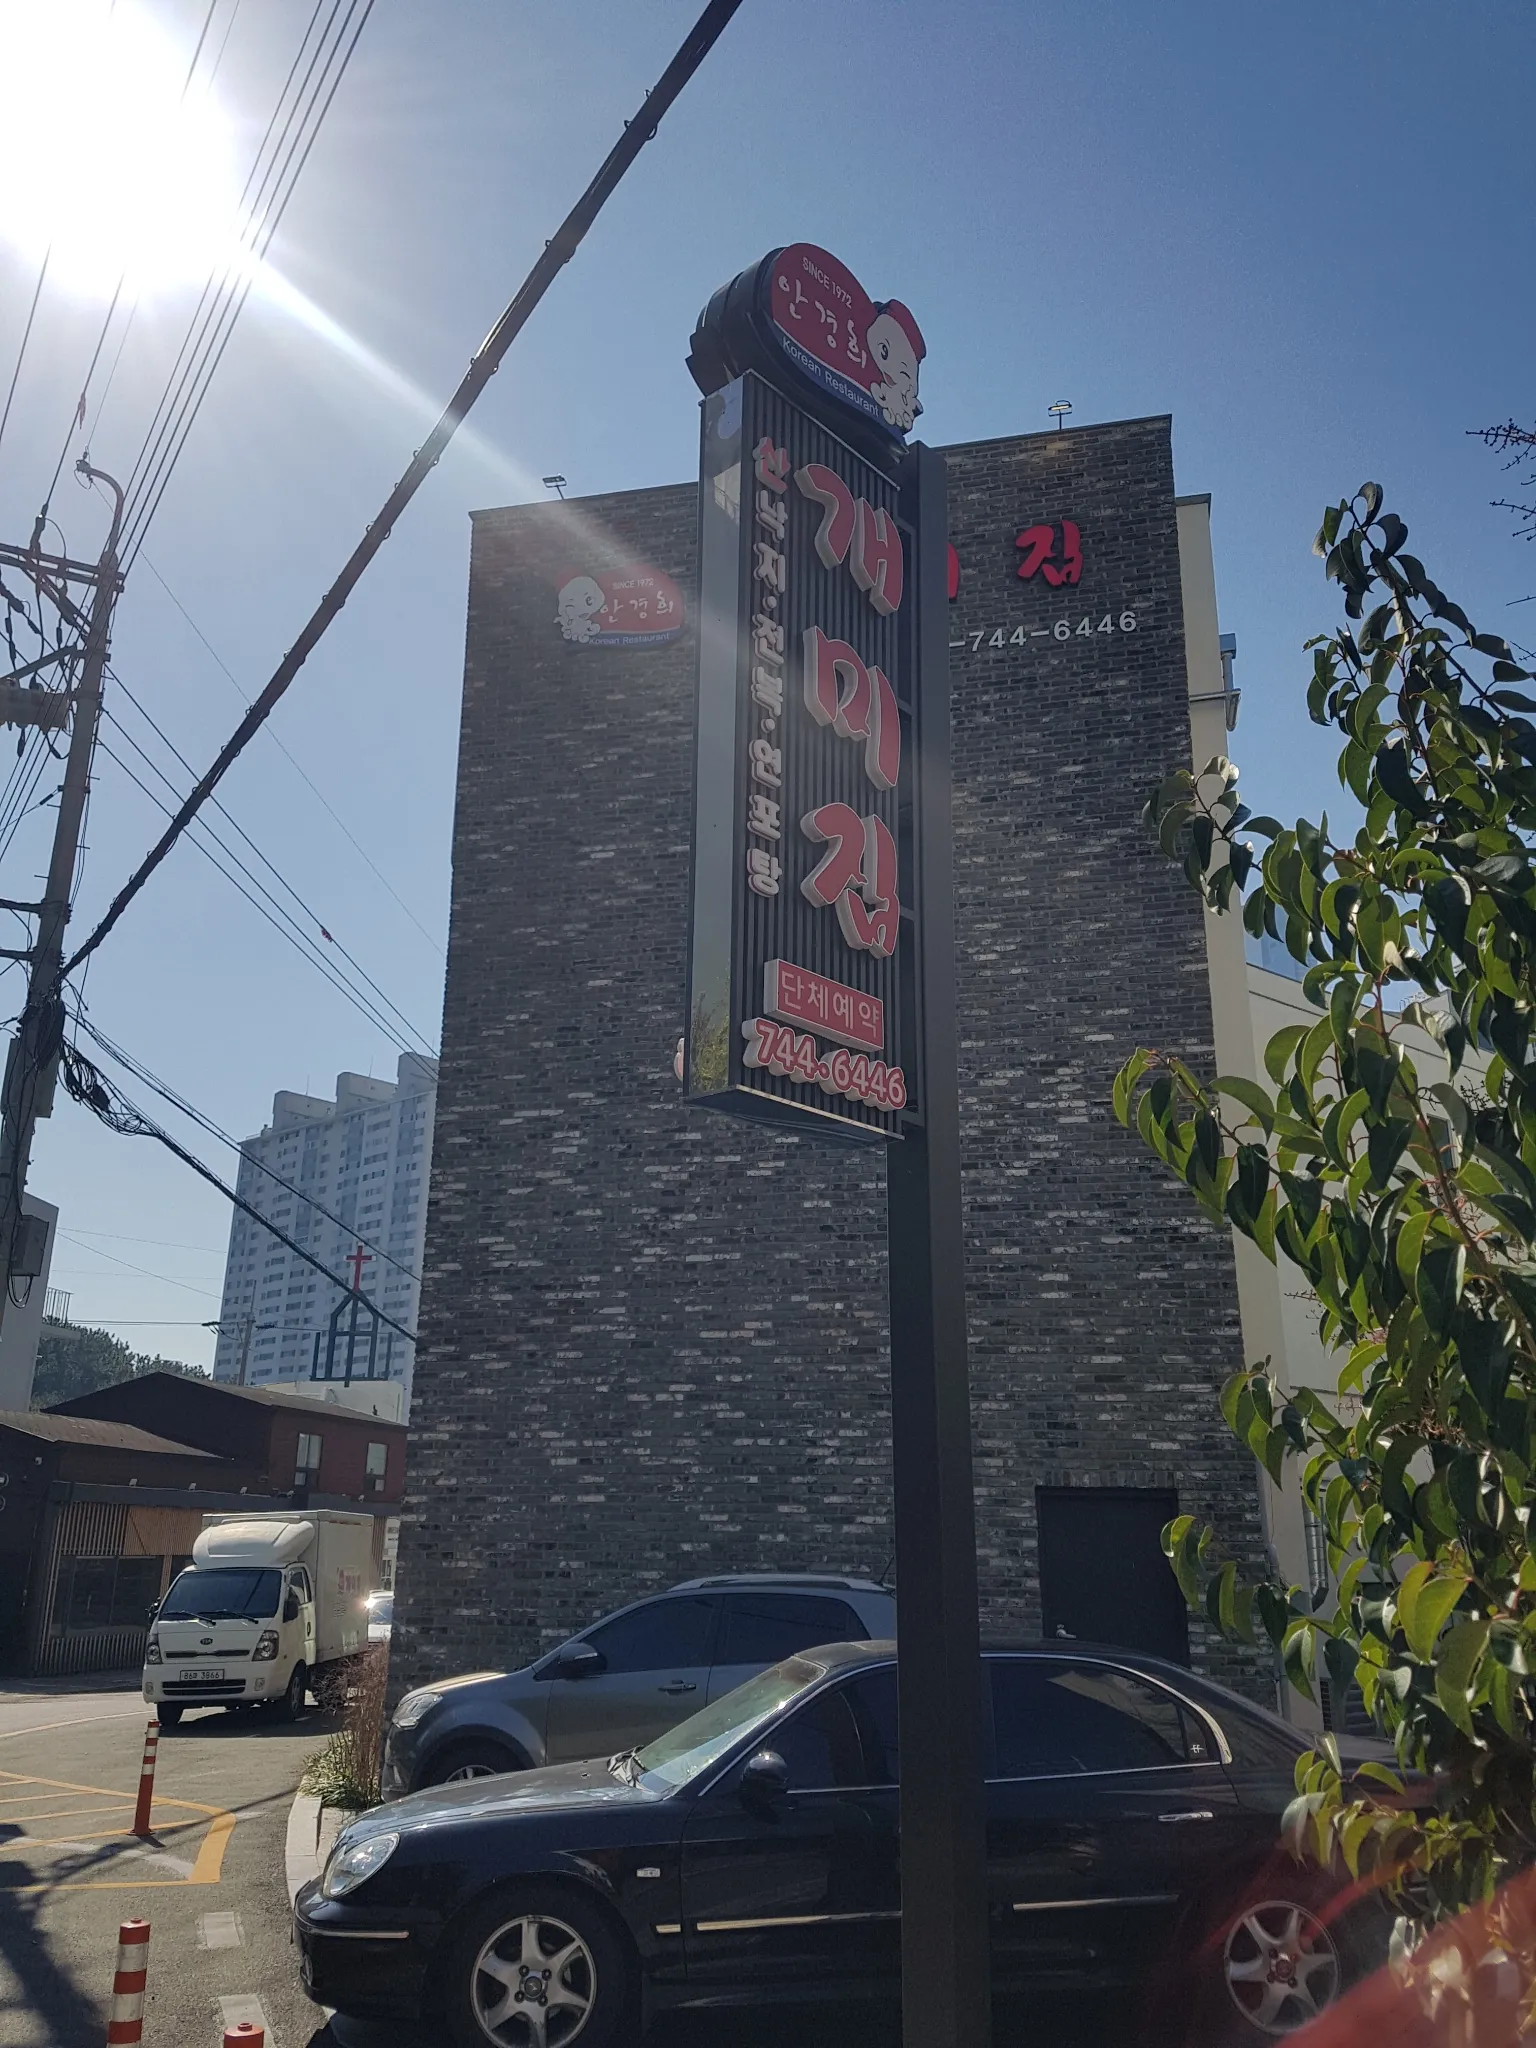 SINCE 1972
안경희
Korean Restaurant
개미집
산낙지·전복·연포탕
단체예약
744.6446
SINCE 1972
안경희
Korean Restaurant
집
-744-6446
3866